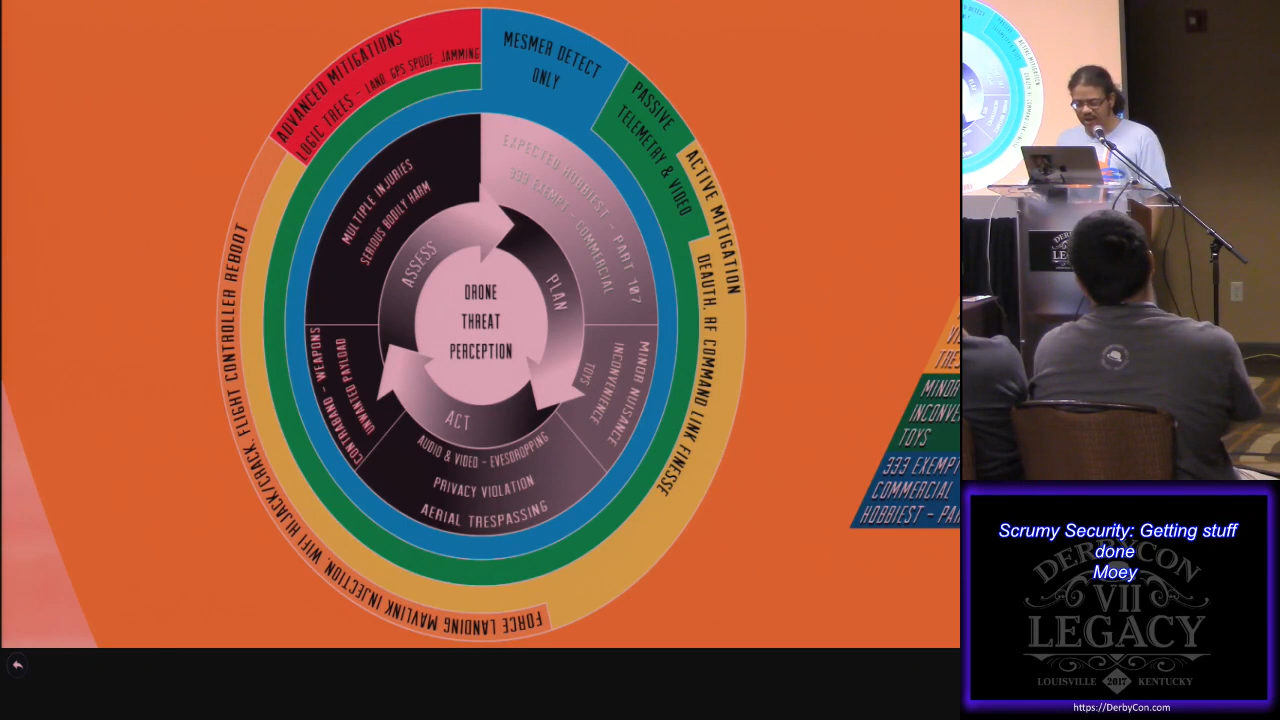 ADVANCED MITIGATIONS
LOGIC TREES - LAND, GPS SPOOF, JAMMING
MESMER DETECT
ONLY
PASSIVE
TELEMETRY & VIDEO
ACTIVE MITIGATION
DEAUTH, RF COMMAND LINK FINESSE
FORCE LANDING MAVLINK INJECTION, WIFI HIJACK/CRACK, FLIGHT CONTROLLER REBOOT
MULTIPLE INJURIES
SERIOUS BODILY HARM
EXPECTED HOBBIEST - PART 107
333 EXEMPT - COMMERCIAL
MINOR NUISANCE
INCONVENIENCE
TOYS
AUDIO & VIDEO - EVESDROPPING
PRIVACY VIOLATION
AERIAL TRESPASSING
CONTRABAND - WEAPONS
UNWANTED PAYLOAD
ASSESS
PLAN
ACT
DRONE
THREAT
PERCEPTION
VI
TRES
MINOR
INCONVE
TOYS
333 EXEMP
COMMERCIAL
HOBBIEST - PAR
Scrumy Security: Getting stuff
done
Moey
DERBYCON
VII
LEGACY
LOUISVILLE 2017 KENTUCKY
https://DerbyCon.com